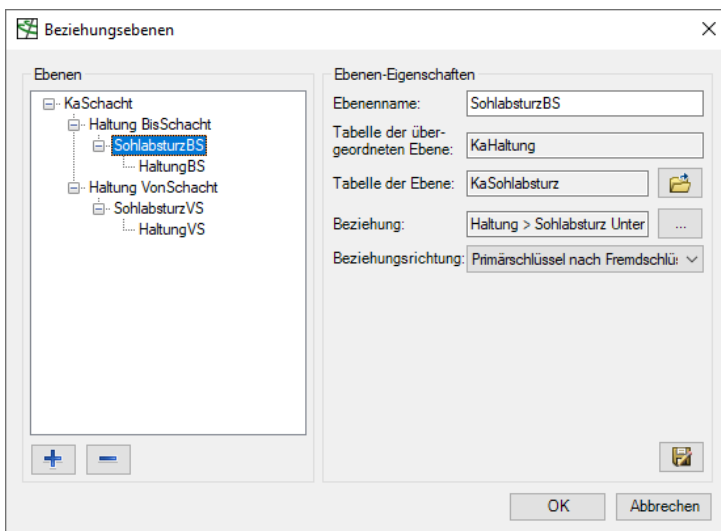 Beziehungsebenen
Ebenen
KaSchacht
Haltung BisSchacht
SohlabsturzBS
HaltungBS
Haltung VonSchacht
SohlabsturzVS
HaltungVS
Ebenen-Eigenschaften
Ebenenname: SohlabsturzBS
Tabelle der über-
geordneten Ebene: KaHaltung
Tabelle der Ebene: KaSohlabsturz
Beziehung: Haltung > Sohlabsturz Unter ...
Beziehungsrichtung: Primärschlüssel nach Fremdschlü
OK Abbrechen